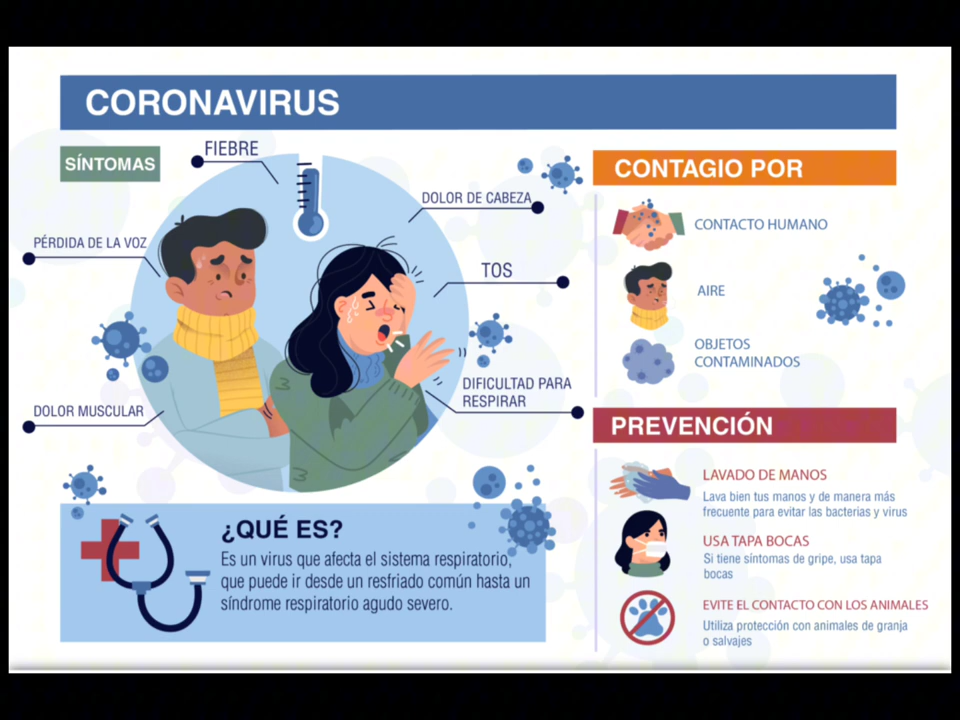 CORONAVIRUS
SÍNTOMAS
FIEBRE
DOLOR DE CABEZA
PÉRDIDA DE LA VOZ
TOS
DIFICULTAD PARA
RESPIRAR
DOLOR MUSCULAR
¿QUÉ ES?
Es un virus que afecta el sistema respiratorio,
que puede ir desde un resfriado común hasta un
síndrome respiratorio agudo severo.
CONTAGIO POR
CONTACTO HUMANO
AIRE
OBJETOS
CONTAMINADOS
PREVENCIÓN
LAVADO DE MANOS
Lava bien tus manos y de manera más
frecuente para evitar las bacterias y virus
USA TAPA BOCAS
Si tiene síntomas de gripe, usa tapa
bocas
EVITE EL CONTACTO CON LOS ANIMALES
Utiliza protección con animales de granja
o salvajes